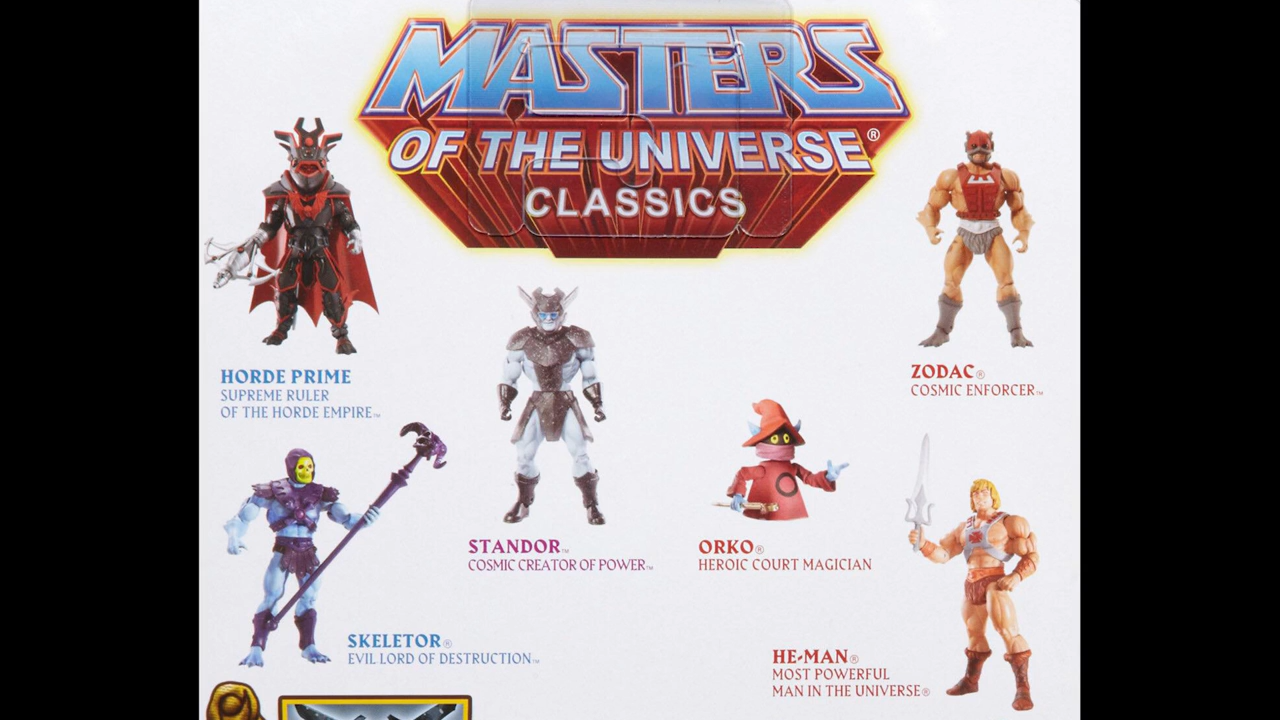 MASTERS
OF THE UNIVERSE®
CLASSICS
HORDE PRIME
SUPREME RULER
OF THE HORDE EMPIRE™
ZODAC®
COSMIC ENFORCER™
STANDOR™
COSMIC CREATOR OF POWER™
ORKO®
HEROIC COURT MAGICIAN
SKELETOR®
EVIL LORD OF DESTRUCTION™
HE-MAN®
MOST POWERFUL
MAN IN THE UNIVERSE®